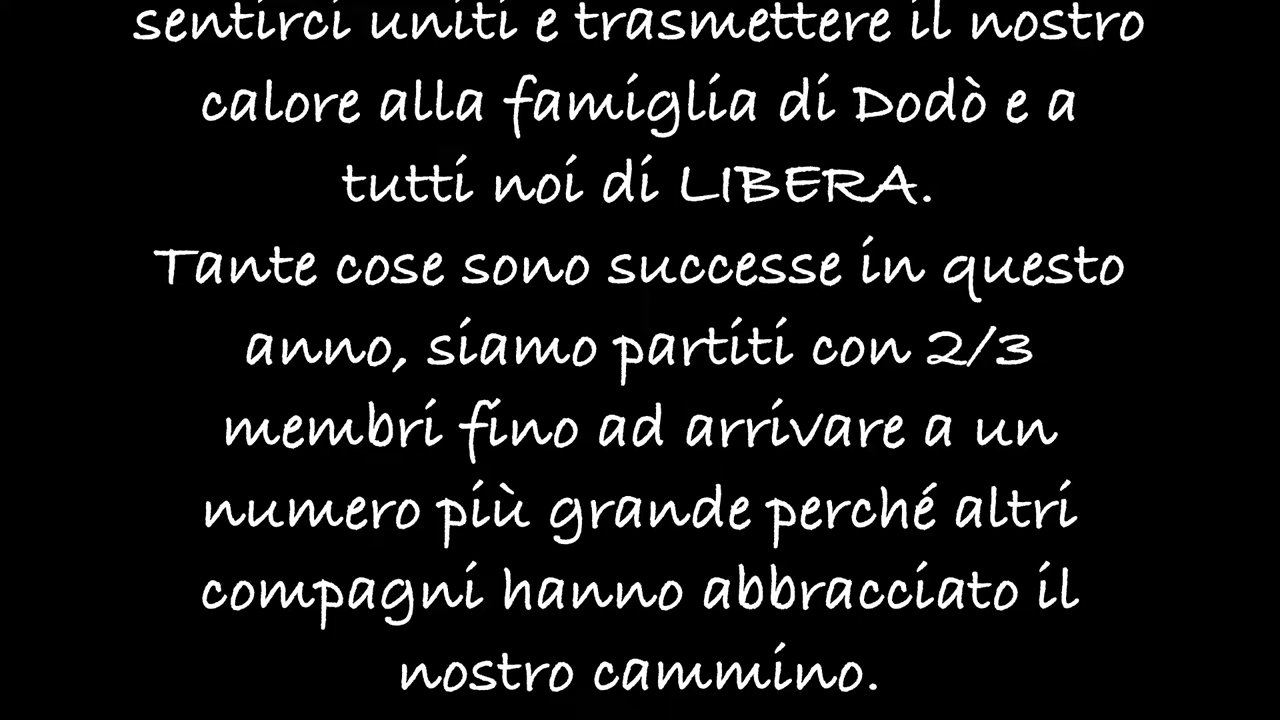 sentirci uniti e trasmettere il nostro
calore alla famiglia di Dodò e a
tutti noi di LIBERA.
Tante cose sono successe in questo
anno, siamo partiti con 2/3
membri fino ad arrivare a un
numero più grande perché altri
compagni hanno abbracciato il
nostro cammino.